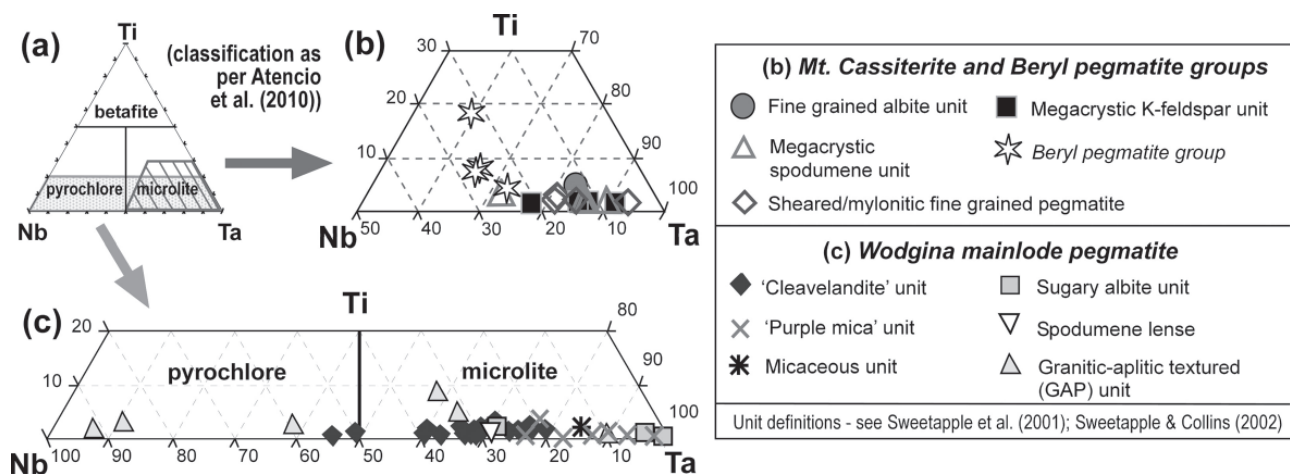 (a)
Ti
(classification as
per Atencio
et al. (2010))
betafite
pyrochlore
microlite
Nb
Ta
(b)
Ti
30
70
20
80
10
90
100
Nb
50
40
30
20
10
Ta
(c)
Ti
20
80
pyrochlore
microlite
10
90
100
Nb
100
90
80
70
60
50
40
30
20
10
Ta
(b) Mt. Cassiterite and Beryl pegmatite groups
Fine grained albite unit
Megacrystic K-feldspar unit
Megacrystic
spodumene unit
Beryl pegmatite group
Sheared/mylonitic fine grained pegmatite
(c) Wodgina mainlode pegmatite
'Cleavelandite' unit
Sugary albite unit
'Purple mica' unit
Spodumene lense
Micaceous unit
Granitic-aplitic textured
(GAP) unit
Unit definitions - see Sweetapple et al. (2001); Sweetapple & Collins (2002)